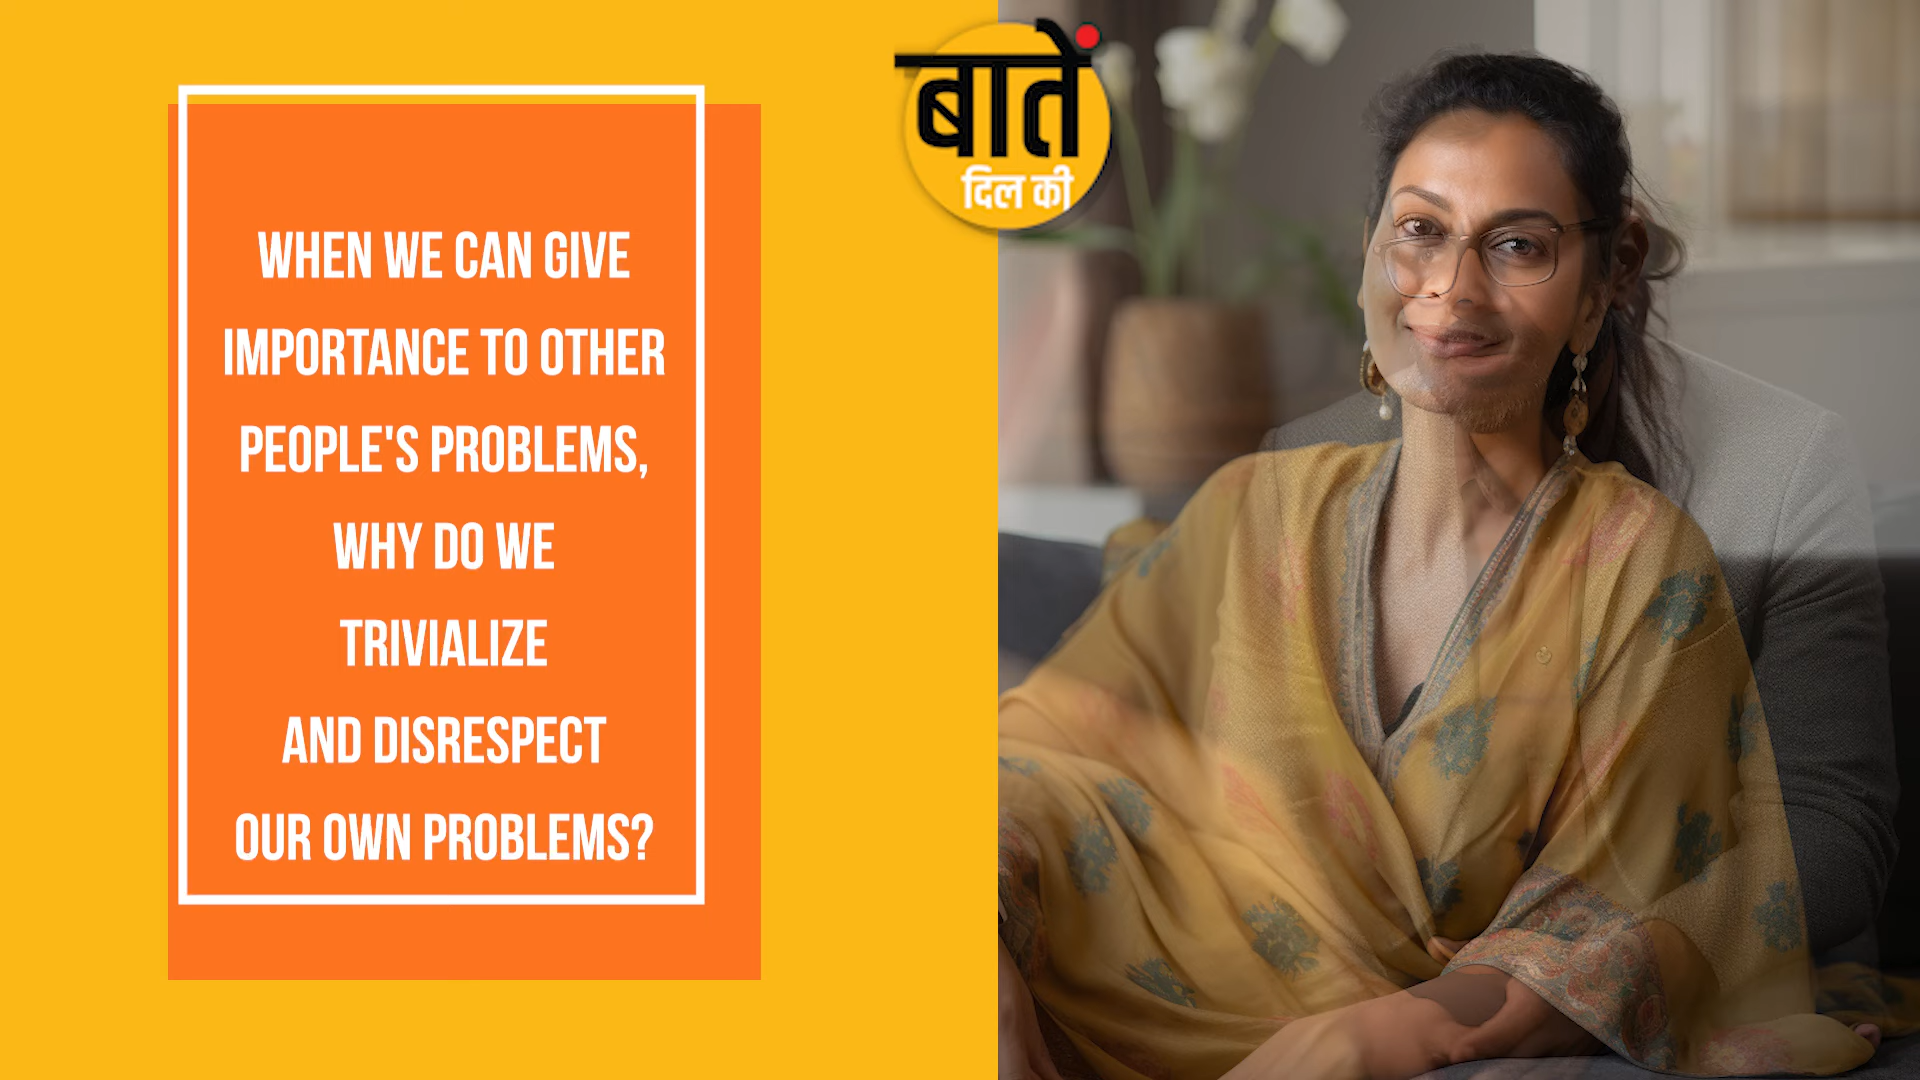 बातें
दिल की
WHEN WE CAN GIVE
IMPORTANCE TO OTHER
PEOPLE'S PROBLEMS,
WHY DO WE
TRIVIALIZE
AND DISRESPECT
OUR OWN PROBLEMS?